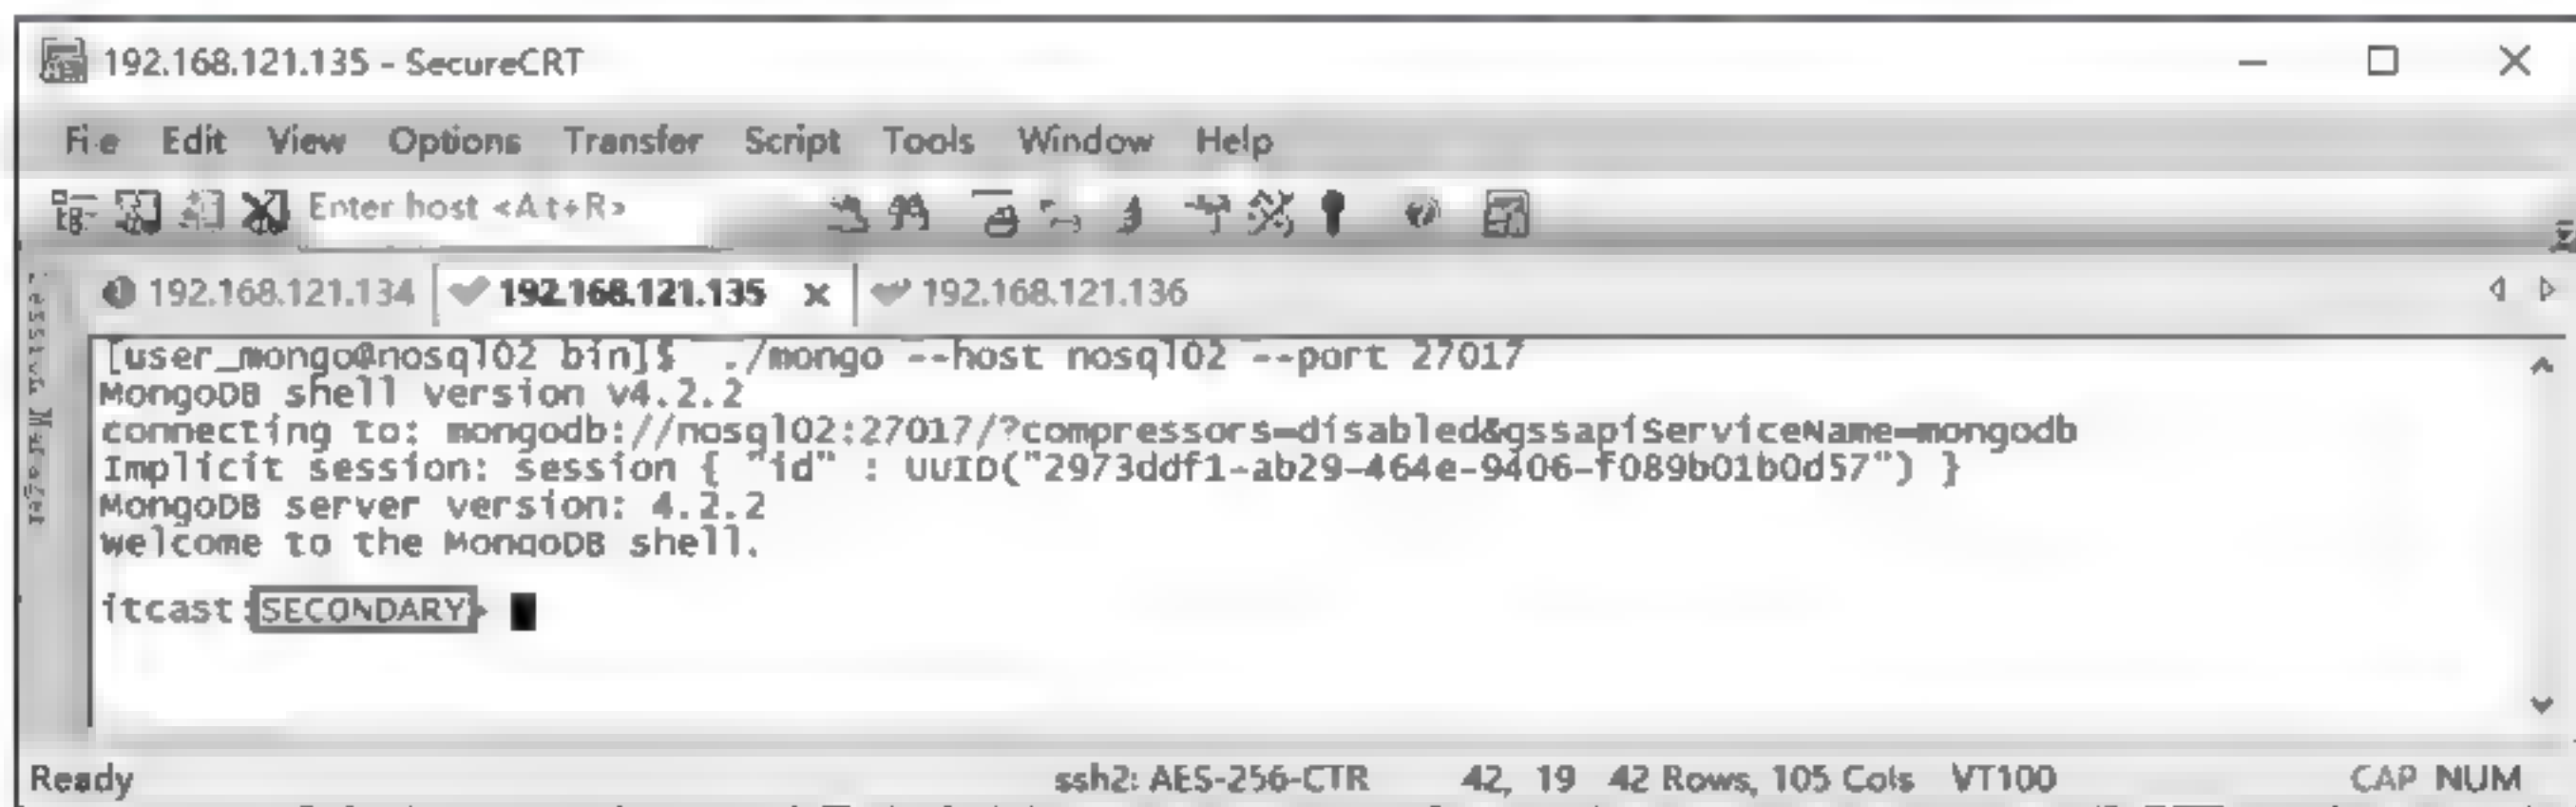 192.168.121.135 - SecureCRT
File Edit View Options Transfer Script Tools Window Help
Enter host <Alt+R>
192.168.121.134 192.168.121.135 × 192.168.121.136
Session Manager
[user_mongo@nosql02 bin]$ ./mongo --host nosql02 --port 27017
MongoDB shell version v4.2.2
connecting to: mongodb://nosql02:27017/?compressors=disabled&gssapiServiceName=mongodb
Implicit session: session { "id" : UUID("2973ddf1-ab29-464e-9406-f089b01b0d57") }
MongoDB server version: 4.2.2
Welcome to the MongoDB shell.
itcast:SECONDARY>
Ready ssh2: AES-256-CTR 42, 19 42 Rows, 105 Cols VT100 CAP NUM